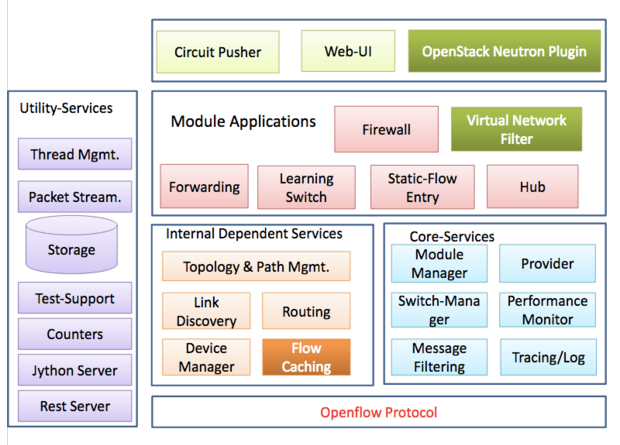 Circuit Pusher
Web-UI
OpenStack Neutron Plugin
Utility-Services
Thread Mgmt.
Packet Stream.
Storage
Test-Support
Counters
Jython Server
Rest Server
Module Applications
Firewall
Virtual Network
Filter
Forwarding
Learning
Switch
Static-Flow
Entry
Hub
Internal Dependent Services
Topology & Path Mgmt.
Link
Discovery
Routing
Device
Manager
Flow
Caching
Core-Services
Module
Manager
Provider
Switch-Mana
ger
Performance
Monitor
Message
Filtering
Tracing/Log
Openflow Protocol